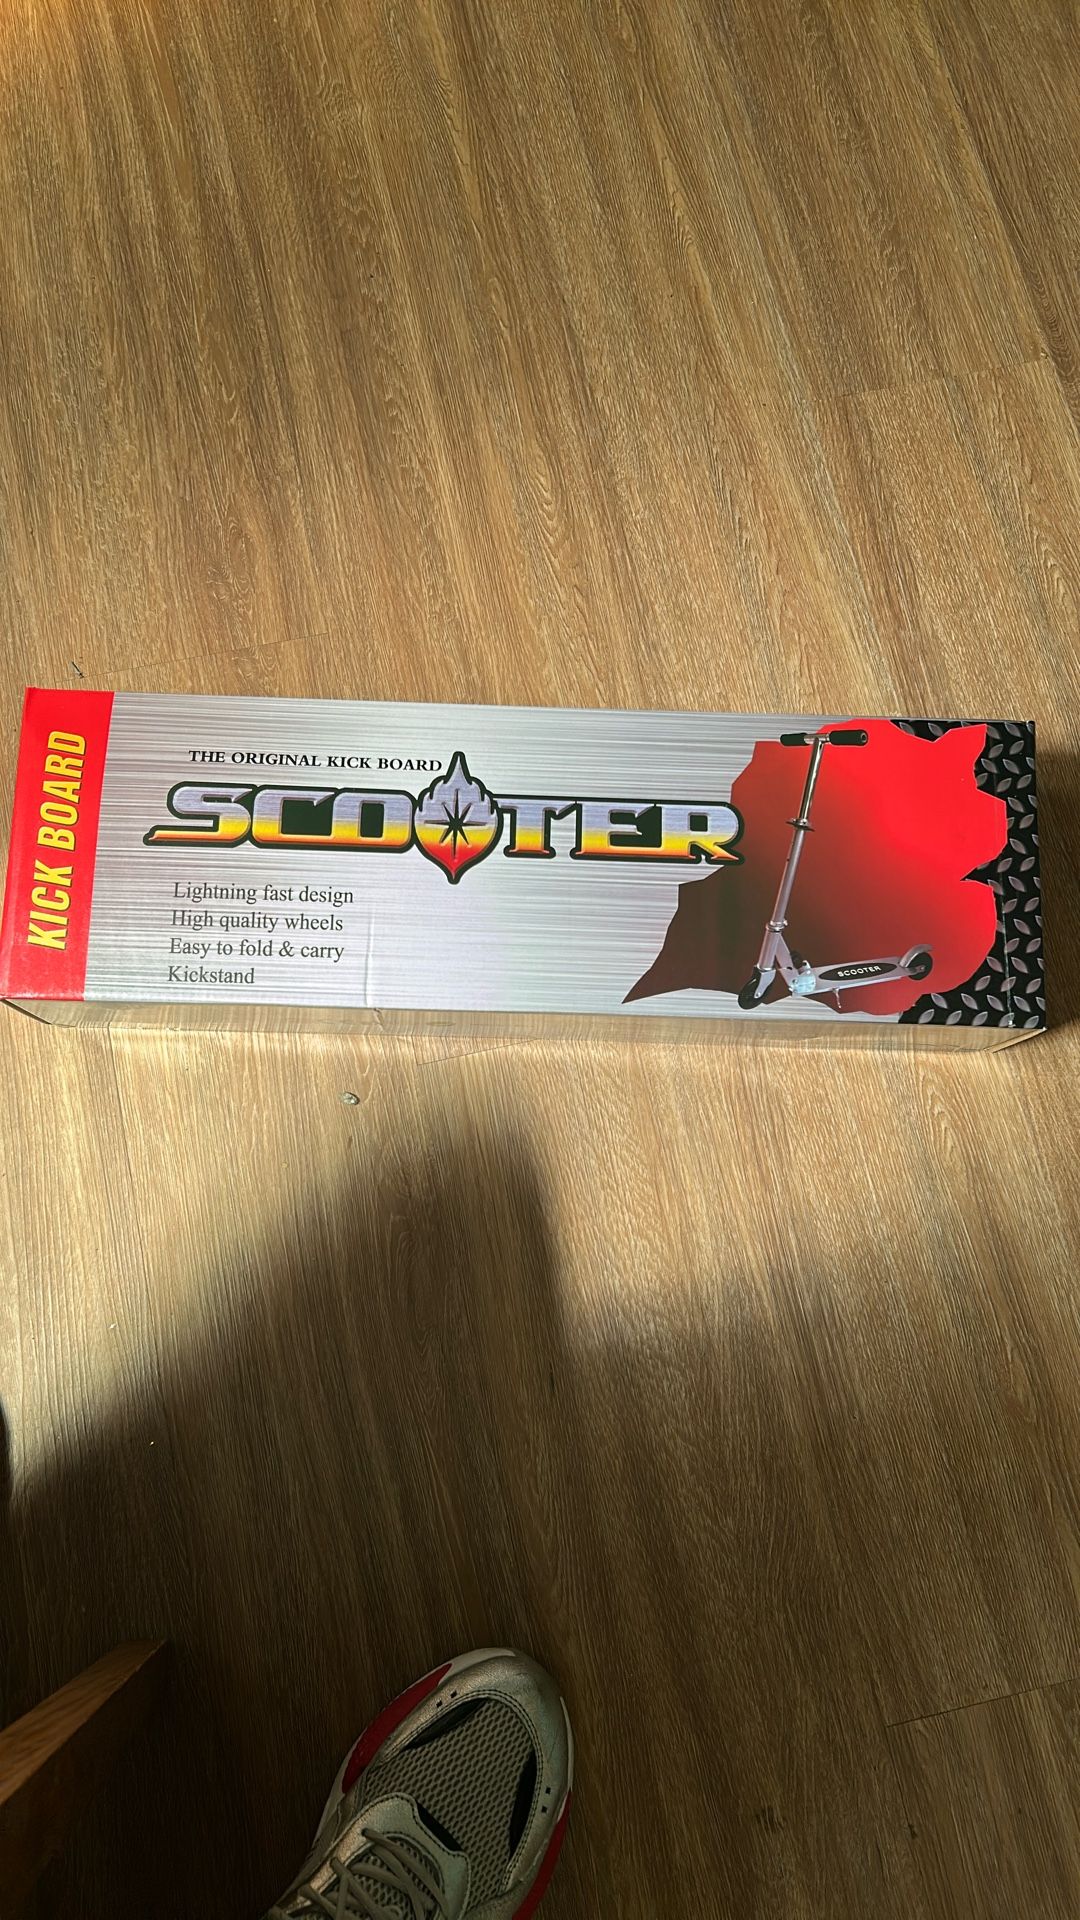 KICK BOARD
THE ORIGINAL KICK BOARD
SCOOTER
Lightning fast design
High quality wheels
Easy to fold & carry
Kickstand
SCOOTER